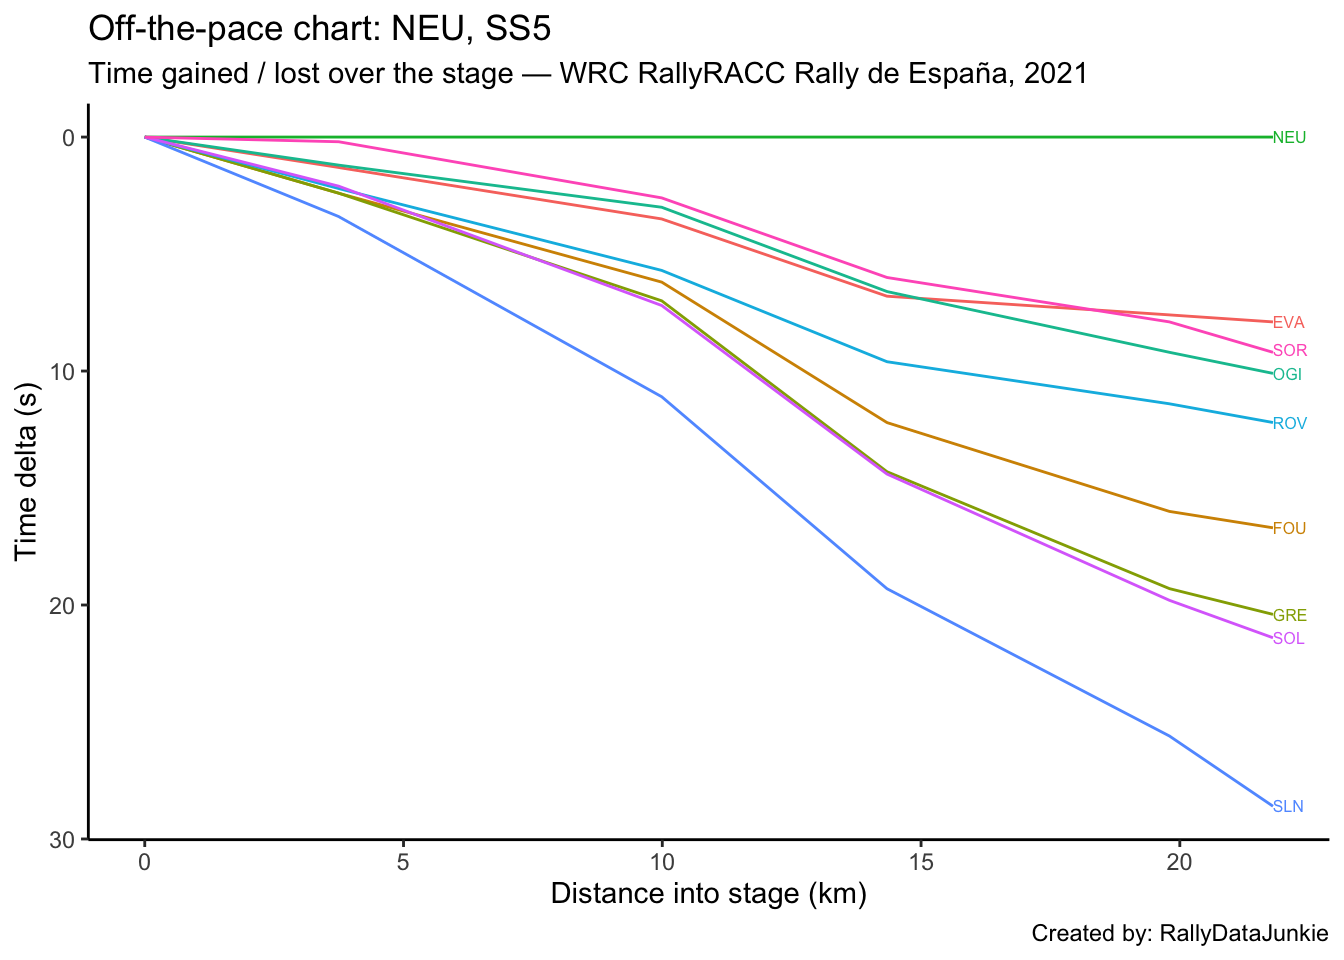 Off-the-pace chart: NEU, SS5
Time gained / lost over the stage — WRC RallyRACC Rally de España, 2021
Time delta (s)
0
10
20
30
NEU
EVA
SOR
OGI
ROV
FOU
GRE
SOL
SLN
0 5 10 15 20
Distance into stage (km)
Created by: RallyDataJunkie